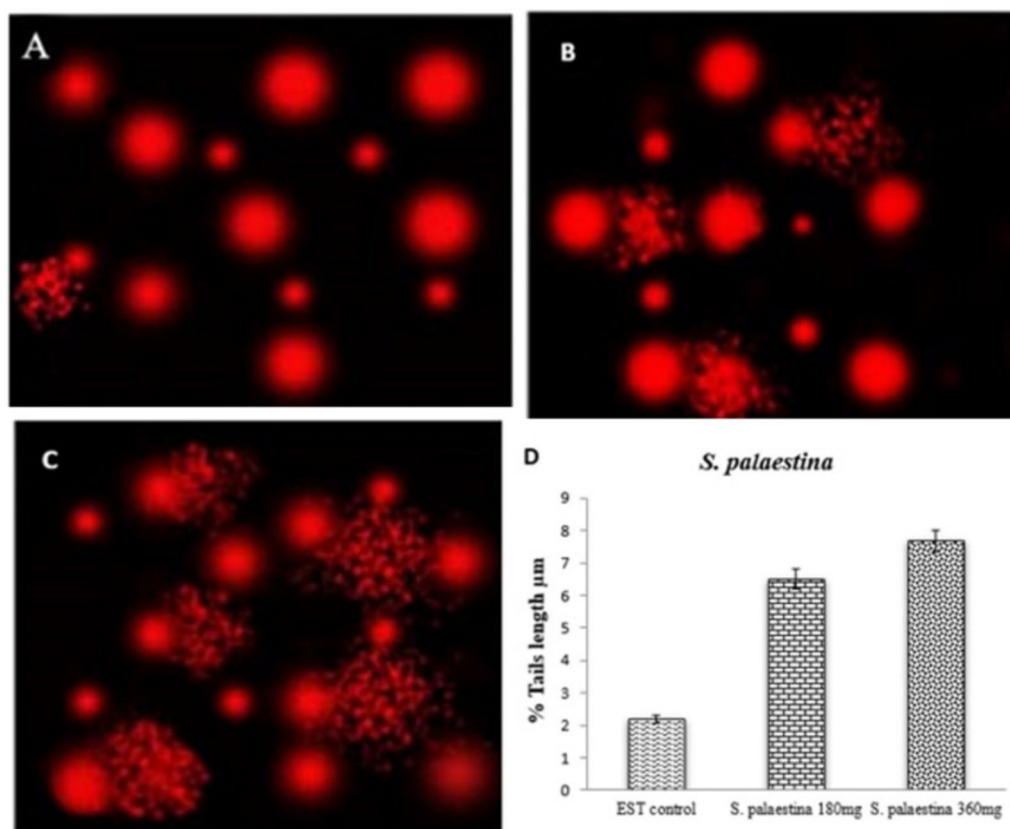 A
B
C
D
S. palaestina
% Tails length µm
9
8
7
6
5
4
3
2
1
0
EST control
S. palaestina 180mg
S. palaestina 360mg